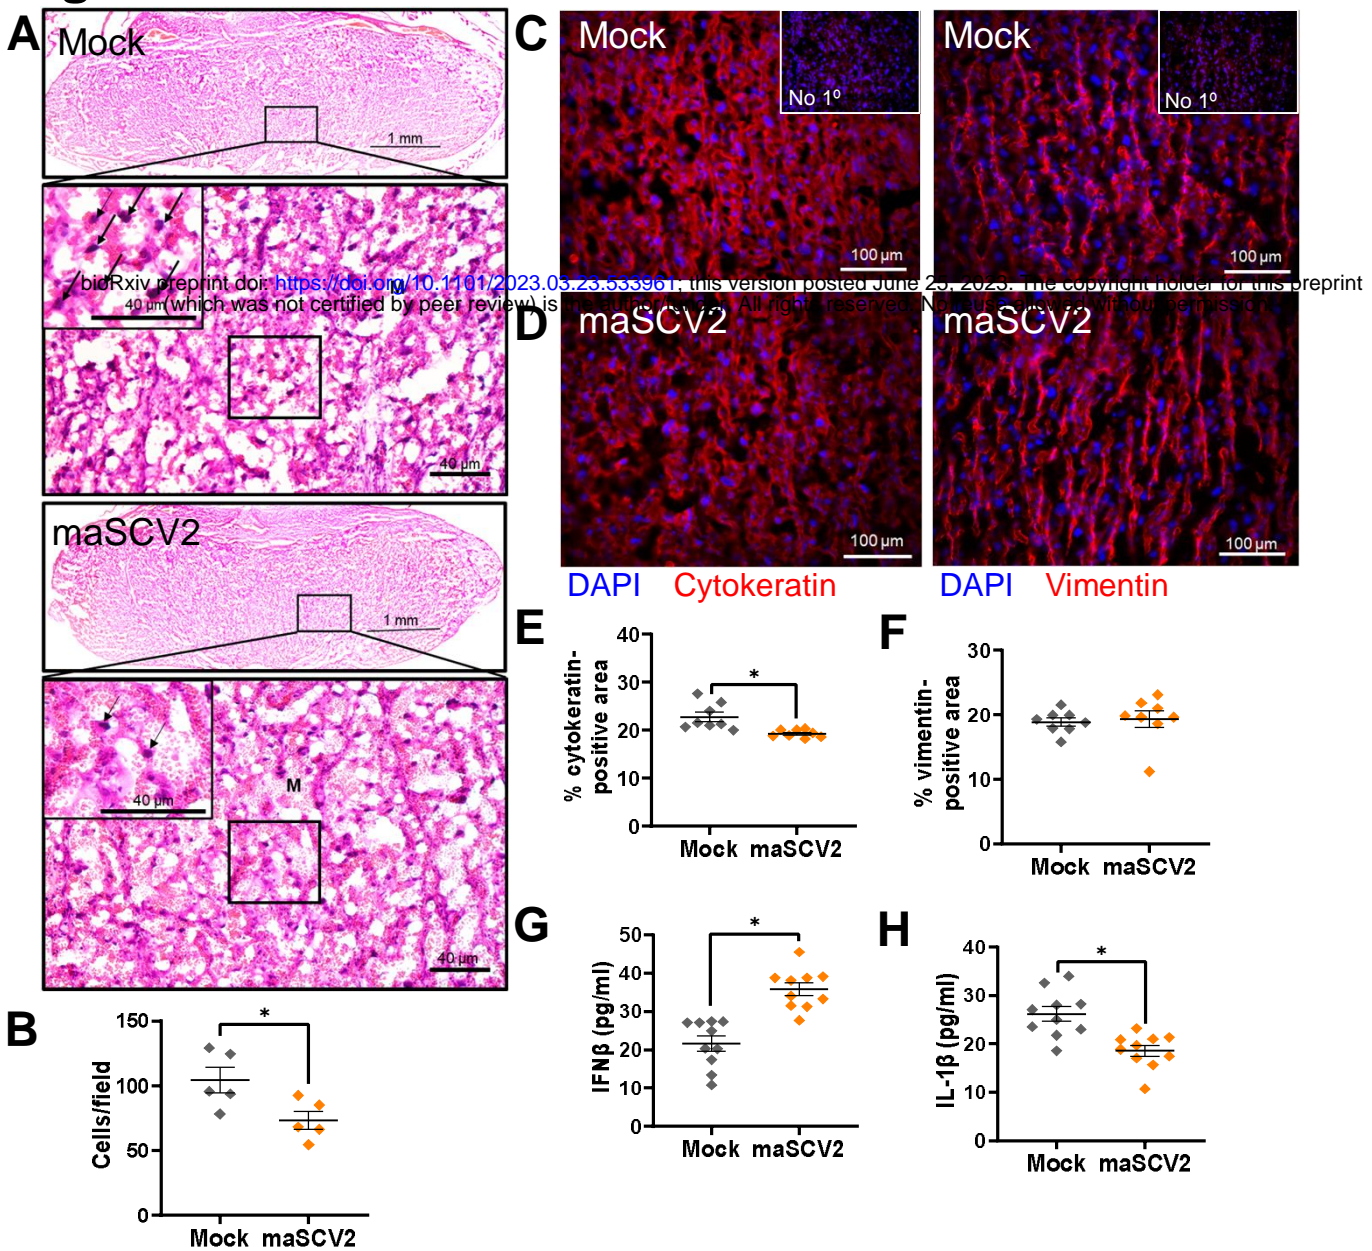 A
Mock
1 mm
40 µm
40 µm
maSCV2
1 mm
M
40 µm
40 µm
B
150
100
50
0
Cells/field
*
Mock maSCV2
C
Mock
No 1º
100 µm
Mock
No 1º
100 µm
bioRxiv preprint doi: https://doi.org/10.1101/2023.03.23.533961; this version posted June 25, 2023. The copyright holder for this preprint
(which was not certified by peer review) is the author/funder. All rights reserved. No reuse allowed without permission.
D
maSCV2
100 µm
maSCV2
100 µm
DAPI Cytokeratin
DAPI Vimentin
E
40
30
20
10
0
% cytokeratin-
positive area
*
Mock maSCV2
F
30
20
10
0
% vimentin-
positive area
Mock maSCV2
G
50
40
30
20
10
0
IFNβ (pg/ml)
*
Mock maSCV2
H
40
30
20
10
0
IL-1β (pg/ml)
*
Mock maSCV2